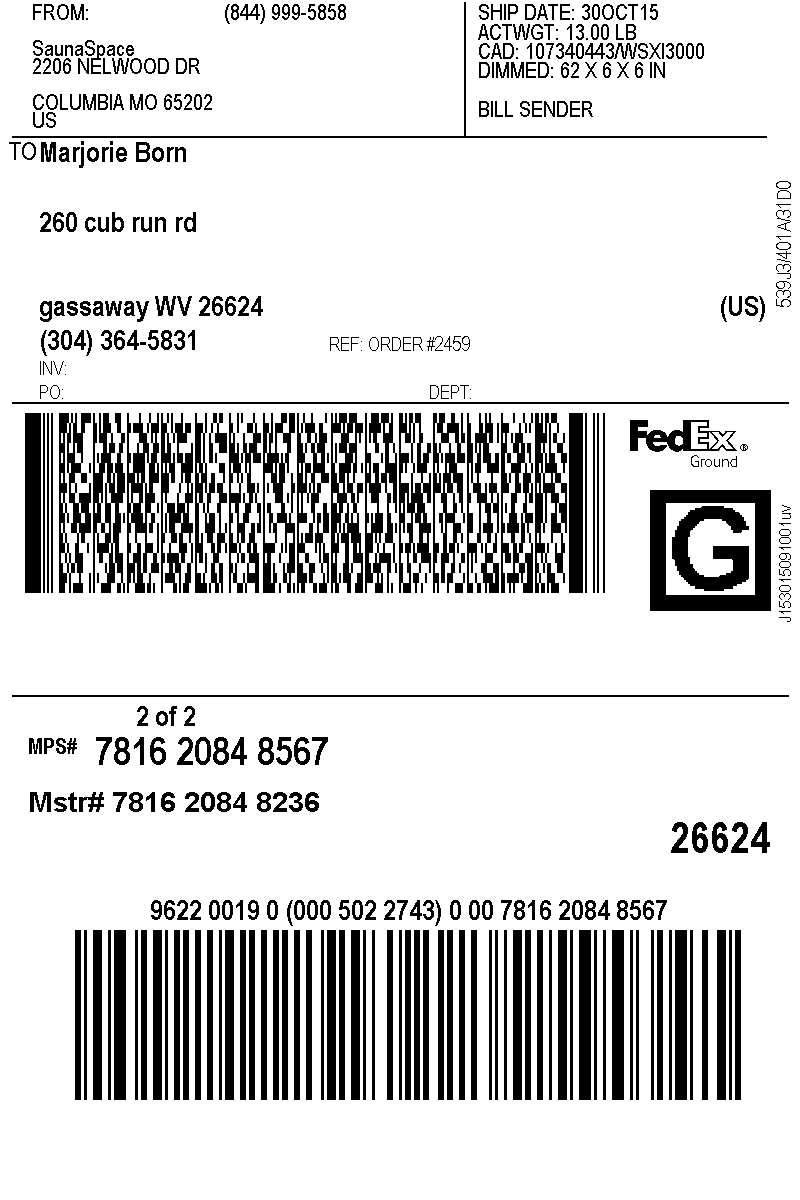 FROM: (844) 999-5858
SaunaSpace
2206 NELWOOD DR
COLUMBIA MO 65202
US
SHIP DATE: 30OCT15
ACTWGT: 13.00 LB
CAD: 107340443/WSXI3000
DIMMED: 62 X 6 X 6 IN
BILL SENDER
TO Marjorie Born
260 cub run rd
gassaway WV 26624 (US)
(304) 364-5831 REF: ORDER #2459
INV:
PO: DEPT:
539J3/401A/31D0
FedEx®
Ground
G
J153015091001uv
2 of 2
MPS# 7816 2084 8567
Mstr# 7816 2084 8236
26624
9622 0019 0 (000 502 2743) 0 00 7816 2084 8567